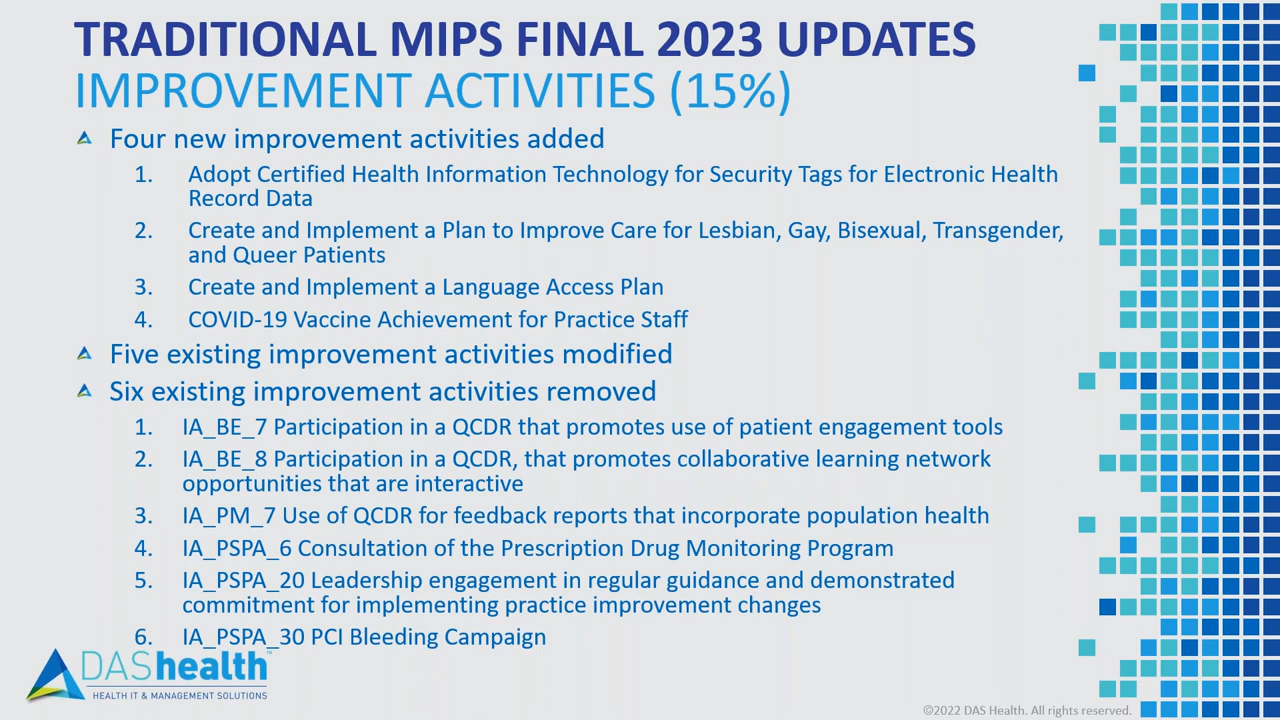 TRADITIONAL MIPS FINAL 2023 UPDATES
IMPROVEMENT ACTIVITIES (15%)
Four new improvement activities added
1. Adopt Certified Health Information Technology for Security Tags for Electronic Health
Record Data
2. Create and Implement a Plan to Improve Care for Lesbian, Gay, Bisexual, Transgender,
and Queer Patients
3. Create and Implement a Language Access Plan
4. COVID-19 Vaccine Achievement for Practice Staff
Five existing improvement activities modified
Six existing improvement activities removed
1. IA_BE_7 Participation in a QCDR that promotes use of patient engagement tools
2. IA_BE_8 Participation in a QCDR, that promotes collaborative learning network
opportunities that are interactive
3. IA_PM_7 Use of QCDR for feedback reports that incorporate population health
4. IA_PSPA_6 Consultation of the Prescription Drug Monitoring Program
5. IA_PSPA_20 Leadership engagement in regular guidance and demonstrated
commitment for implementing practice improvement changes
6. IA_PSPA_30 PCI Bleeding Campaign
DAShealth™
HEALTH IT & MANAGEMENT SOLUTIONS
©2022 DAS Health. All rights reserved.